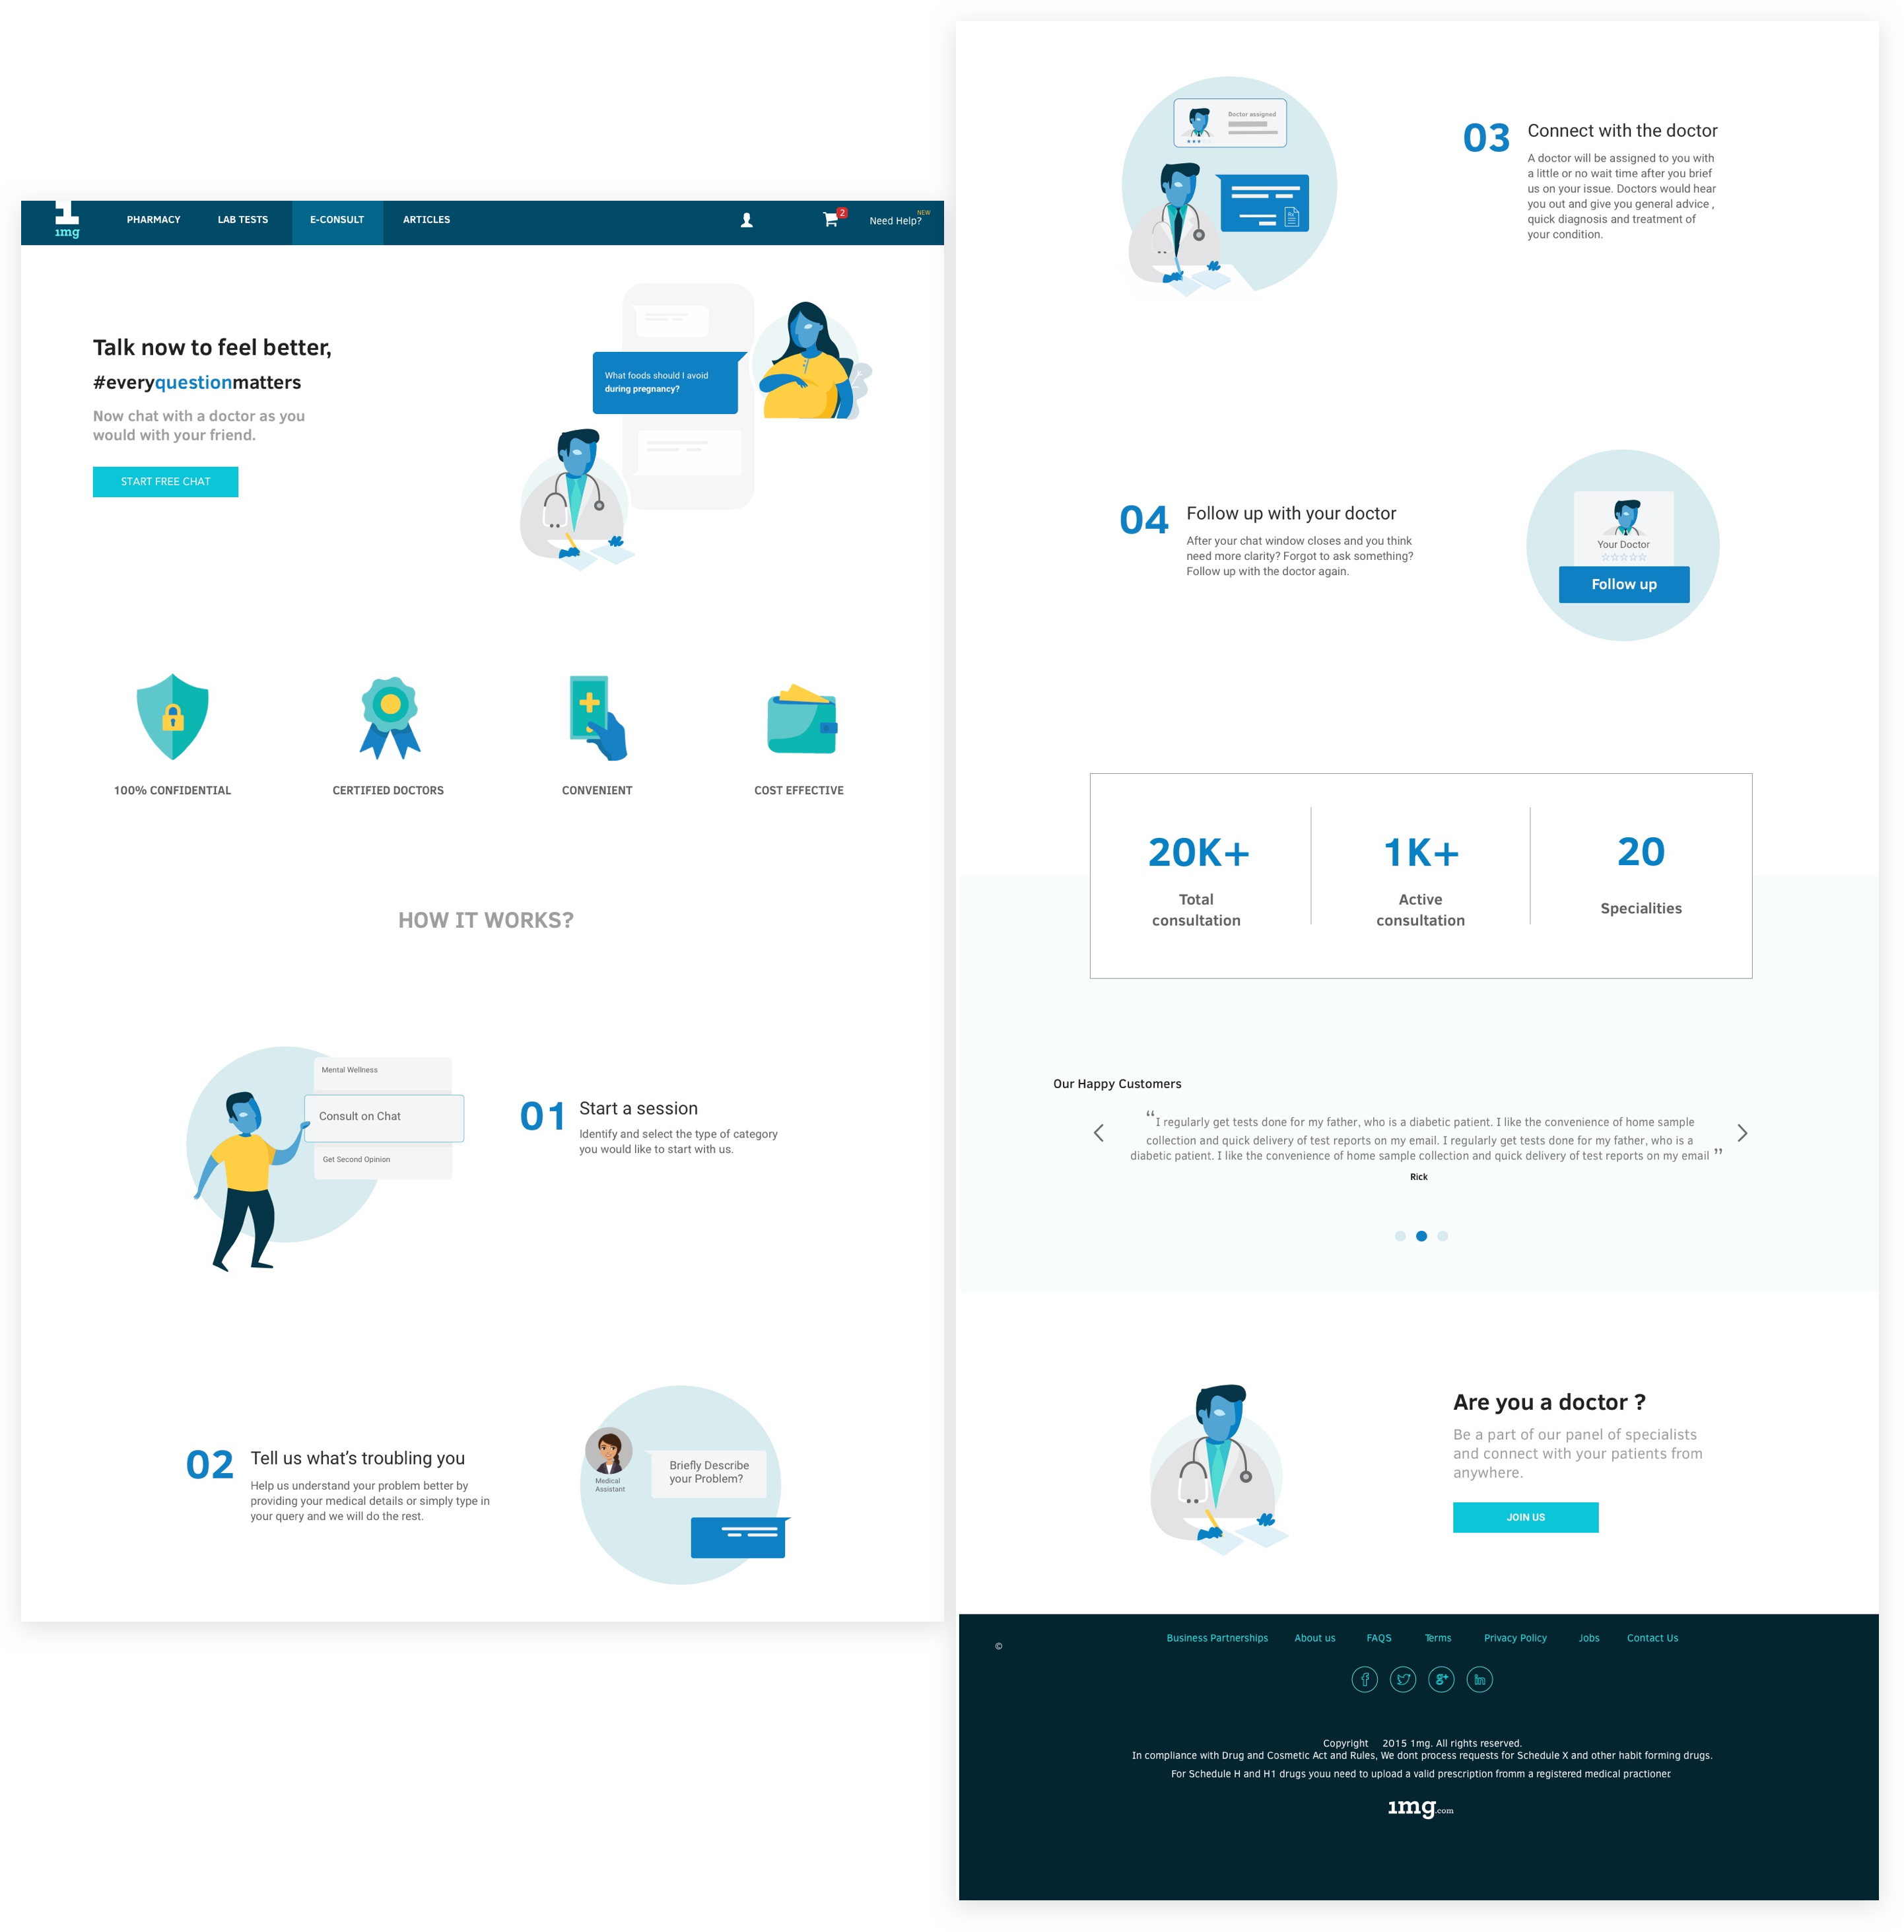 1mg
PHARMACY
LAB TESTS
E-CONSULT
ARTICLES
2
Need Help?
NEW
Talk now to feel better,
#everyquestionmatters
Now chat with a doctor as you
would with your friend.
START FREE CHAT
What foods should I avoid
during pregnancy?
100% CONFIDENTIAL
CERTIFIED DOCTORS
CONVENIENT
COST EFFECTIVE
HOW IT WORKS?
Mental Wellness
Consult on Chat
Get Second Opinion
01
Start a session
Identify and select the type of category
you would like to start with us.
02
Tell us what’s troubling you
Help us understand your problem better by
providing your medical details or simply type in
your query and we will do the rest.
Medical
Assistant
Briefly Describe
your Problem?
Doctor assigned
03
Connect with the doctor
A doctor will be assigned to you with
a little or no wait time after you brief
us on your issue. Doctors would hear
you out and give you general advice ,
quick diagnosis and treatment of
your condition.
04
Follow up with your doctor
After your chat window closes and you think
need more clarity? Forgot to ask something?
Follow up with the doctor again.
Your Doctor
Follow up
20K+
Total
consultation
1K+
Active
consultation
20
Specialities
Our Happy Customers
“I regularly get tests done for my father, who is a diabetic patient. I like the convenience of home sample
collection and quick delivery of test reports on my email. I regularly get tests done for my father, who is a
diabetic patient. I like the convenience of home sample collection and quick delivery of test reports on my email ”
Rick
Are you a doctor ?
Be a part of our panel of specialists
and connect with your patients from
anywhere.
JOIN US
©
Business Partnerships
About us
FAQS
Terms
Privacy Policy
Jobs
Contact Us
f
g+
in
Copyright 2015 1mg. All rights reserved.
In compliance with Drug and Cosmetic Act and Rules, We dont process requests for Schedule X and other habit forming drugs.
For Schedule H and H1 drugs youu need to upload a valid prescription fromm a registered medical practioner.
1mg.com